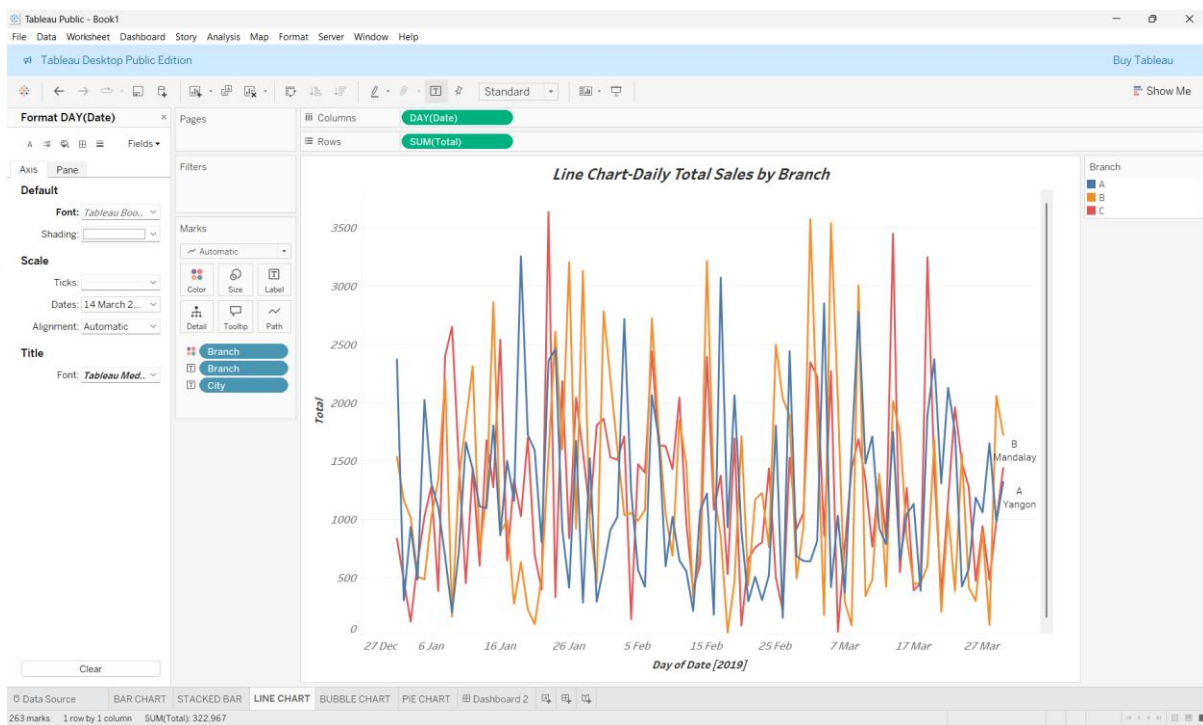 Tableau Public - Book1
File Data Worksheet Dashboard Story Analysis Map Format Server Window Help
Tableau Desktop Public Edition
Buy Tableau
Standard
Show Me
Format DAY(Date)
Fields
Axis Pane
Default
Font: Tableau Boo..
Shading:
Scale
Ticks:
Dates: 14 March 2...
Alignment: Automatic
Title
Font: Tableau Med..
Clear
Pages
Filters
Marks
Automatic
Color Size Label
Detail Tooltip Path
Branch
Branch
City
Columns DAY(Date)
Rows SUM(Total)
Line Chart-Daily Total Sales by Branch
Total
3500
3000
2500
2000
1500
1000
500
0
B
Mandalay
A
Yangon
27 Dec 6 Jan 16 Jan 26 Jan 5 Feb 15 Feb 25 Feb 7 Mar 17 Mar 27 Mar
Day of Date [2019]
Branch
A
B
C
Data Source BAR CHART STACKED BAR LINE CHART BUBBLE CHART PIE CHART Dashboard 2
263 marks 1 row by 1 column SUM(Total): 322,967